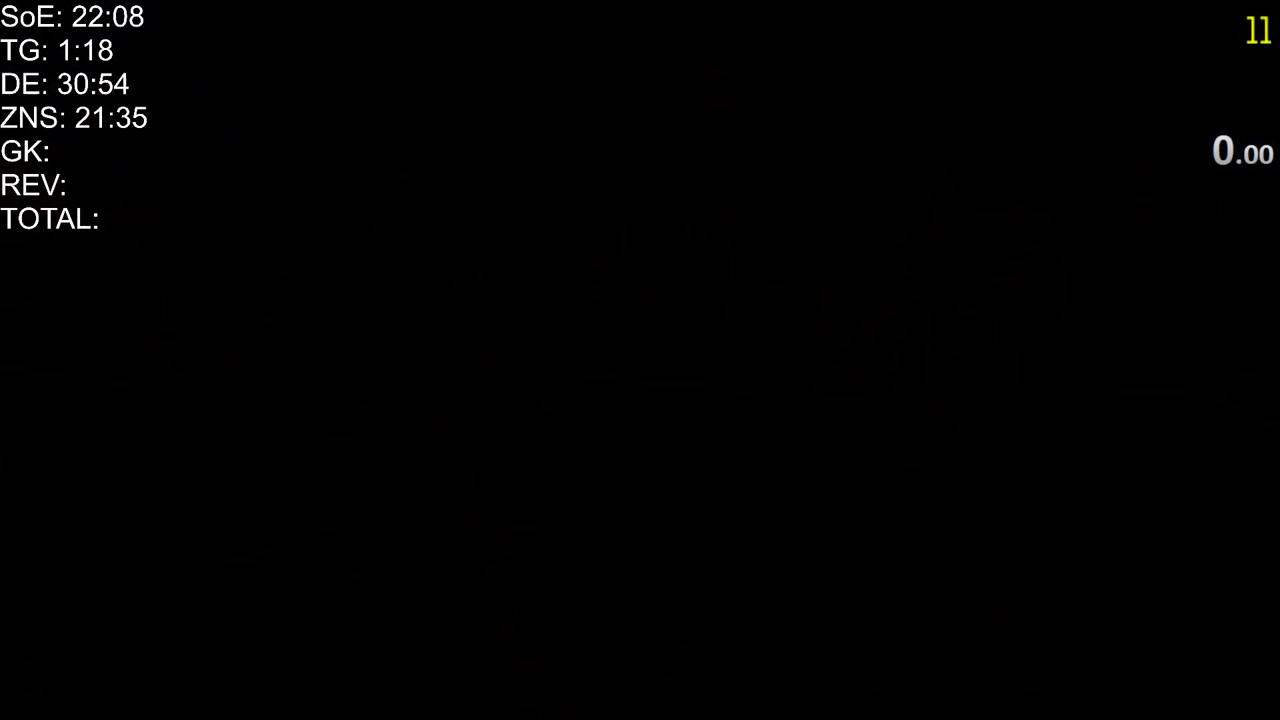 SoE: 22:08
TG: 1:18
DE: 30:54
ZNS: 21:35
GK:
REV:
TOTAL:
11
0.00